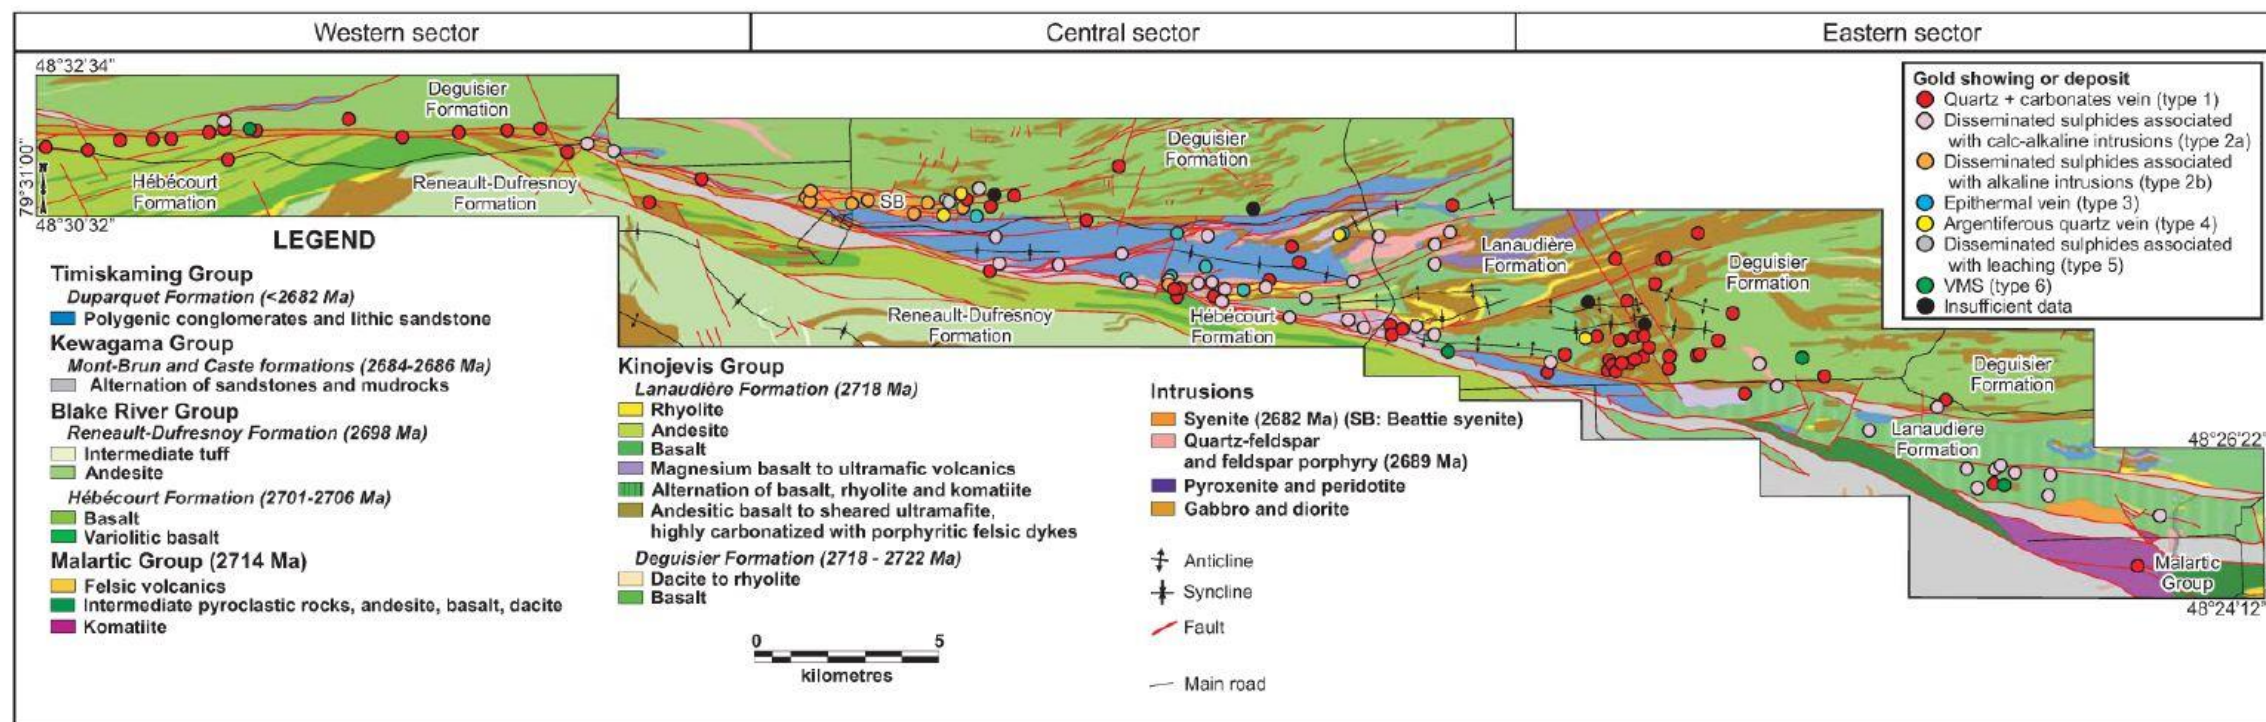 Western sector
Central sector
Eastern sector
48°32'34"
79°31'00"
48°30'32"
Deguisier
Formation
Hébécourt
Formation
Reneault-Dufresnoy
Formation
SB
Deguisier
Formation
Reneault-Dufresnoy
Formation
Hébécourt
Formation
Lanaudière
Formation
Deguisier
Formation
Deguisier
Formation
Lanaudiere
Formation
48°26'22"
Malartic
Group
48°24'12"
Gold showing or deposit
Quartz + carbonates vein (type 1)
Disseminated sulphides associated
with calc-alkaline intrusions (type 2a)
Disseminated sulphides associated
with alkaline intrusions (type 2b)
Epithermal vein (type 3)
Argentiferous quartz vein (type 4)
Disseminated sulphides associated
with leaching (type 5)
VMS (type 6)
Insufficient data
LEGEND
Timiskaming Group
Duparquet Formation (<2682 Ma)
Polygenic conglomerates and lithic sandstone
Kewagama Group
Mont-Brun and Caste formations (2684-2686 Ma)
Alternation of sandstones and mudrocks
Blake River Group
Reneault-Dufresnoy Formation (2698 Ma)
Intermediate tuff
Andesite
Hébécourt Formation (2701-2706 Ma)
Basalt
Variolitic basalt
Malartic Group (2714 Ma)
Felsic volcanics
Intermediate pyroclastic rocks, andesite, basalt, dacite
Komatiite
Kinojevis Group
Lanaudière Formation (2718 Ma)
Rhyolite
Andesite
Basalt
Magnesium basalt to ultramafic volcanics
Alternation of basalt, rhyolite and komatiite
Andesitic basalt to sheared ultramafite,
highly carbonatized with porphyritic felsic dykes
Deguisier Formation (2718 - 2722 Ma)
Dacite to rhyolite
Basalt
0 5
kilometres
Intrusions
Syenite (2682 Ma) (SB: Beattie syenite)
Quartz-feldspar
and feldspar porphyry (2689 Ma)
Pyroxenite and peridotite
Gabbro and diorite
Anticline
Syncline
Fault
Main road